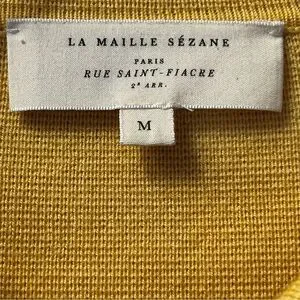 LA MAILLE SÉZANE
PARIS
RUE SAINT-FIACRE
2ᵉ ARR.
M